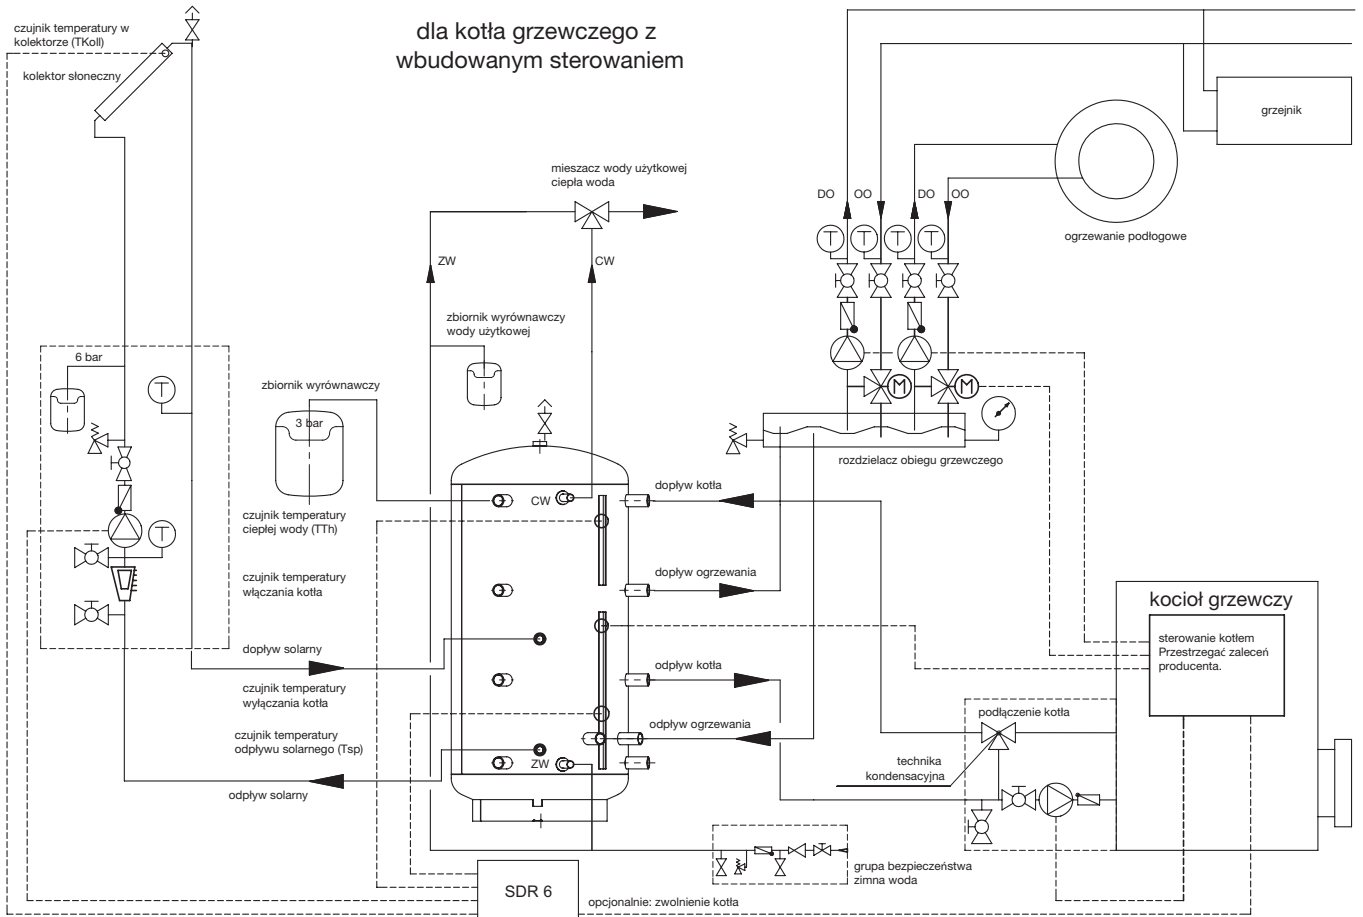 dla kotła grzewczego z
wbudowanym sterowaniem
czujnik temperatury w
kolektorze (TKoll)
kolektor słoneczny
grzejnik
mieszacz wody użytkowej
ciepła woda
DO
OO
DO
OO
ogrzewanie podłogowe
T
T
T
T
ZW
CW
zbiornik wyrównawczy
wody użytkowej
6 bar
T
zbiornik wyrównawczy
3 bar
M
M
rozdzielacz obiegu grzewczego
CW
dopływ kotła
czujnik temperatury
ciepłej wody (TTh)
T
czujnik temperatury
włączania kotła
dopływ ogrzewania
kocioł grzewczy
sterowanie kotłem
Przestrzegać zaleceń
producenta.
dopływ solarny
odpływ kotła
czujnik temperatury
wyłączania kotła
podłączenie kotła
odpływ ogrzewania
czujnik temperatury
odpływu solarnego (Tsp)
ZW
technika
kondensacyjna
odpływ solarny
grupa bezpieczeństwa
zimna woda
SDR 6
opcjonalnie: zwolnienie kotła